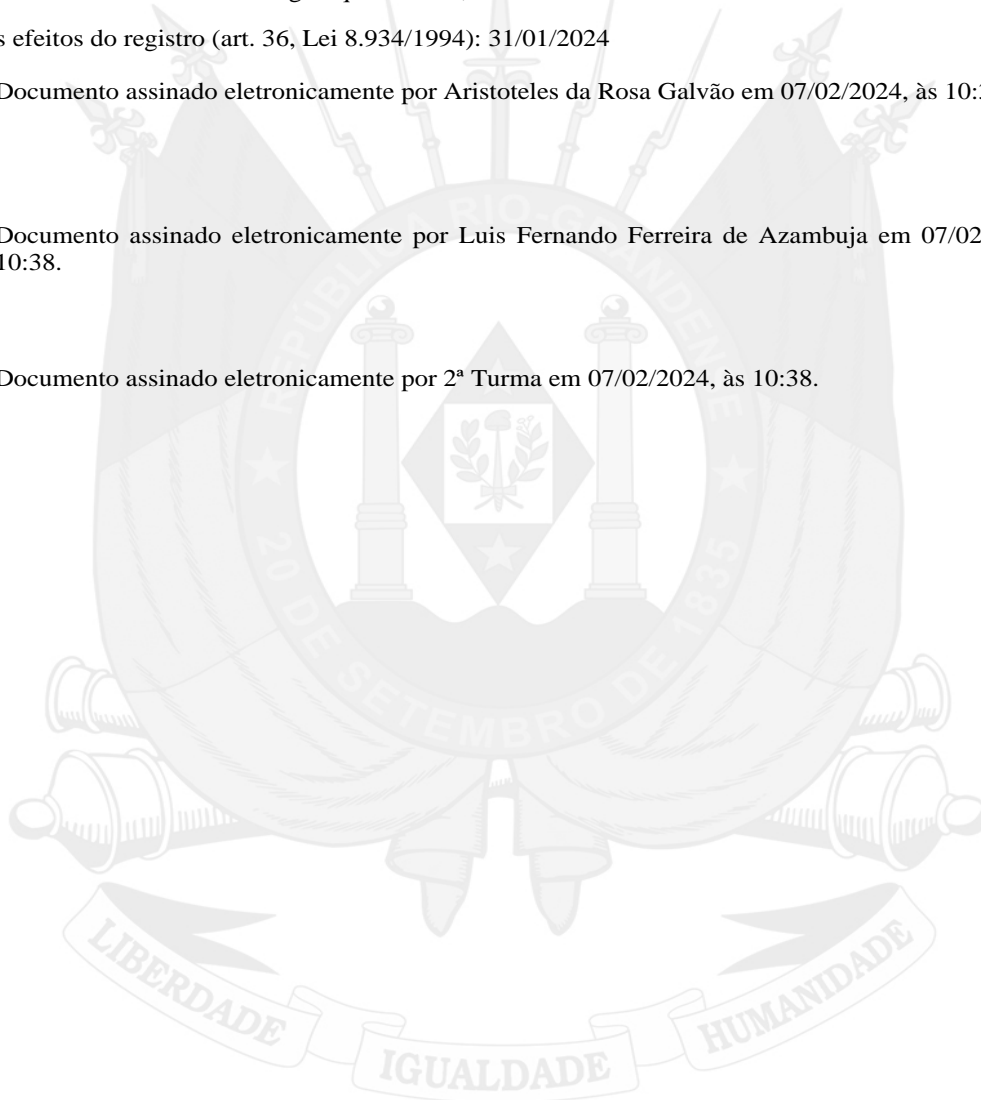 s efeitos do registro (art. 36, Lei 8.934/1994): 31/01/2024
Documento assinado eletronicamente por Aristoteles da Rosa Galvão em 07/02/2024, às 10:
Documento assinado eletronicamente por Luis Fernando Ferreira de Azambuja em 07/02
10:38.
Documento assinado eletronicamente por 2ª Turma em 07/02/2024, às 10:38.
REPÚBLICA RIO-GRANDENSE
20 DE SETEMBRO DE 1835
LIBERDADE
IGUALDADE
HUMANIDADE